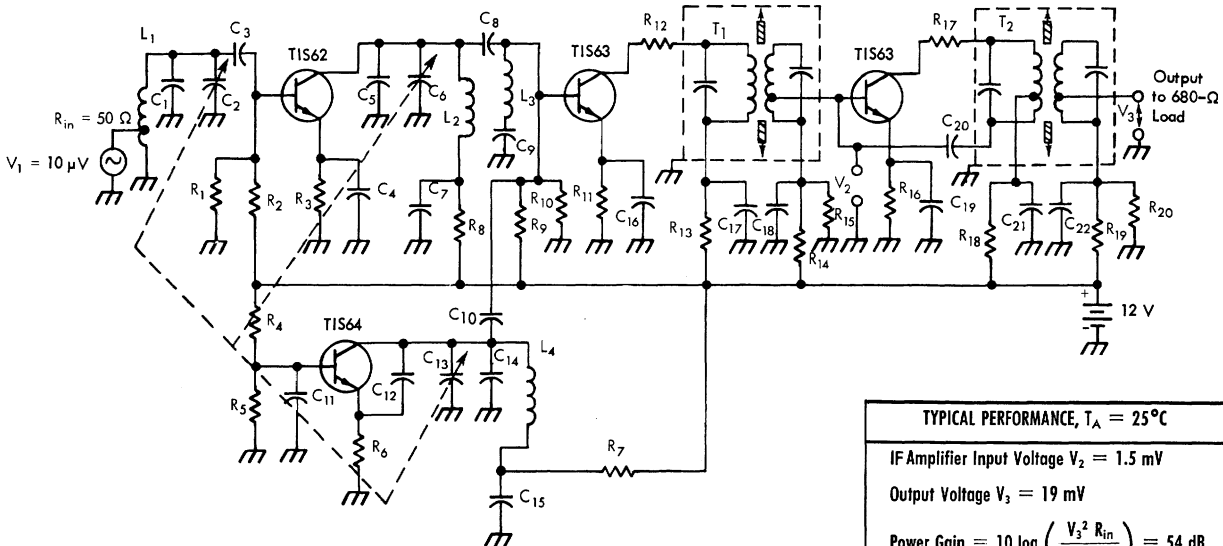 L1
C3
C8
R12
T1
R17
T2
TIS62
TIS63
TIS63
C1
C2
C5
C6
L2
L3
Rin = 50 Ω
V1 = 10 μV
C9
C20
Output
to 680-Ω
Load
V3
R1
R2
R3
C4
C7
R8
R10
R9
R11
C16
R13
C17
C18
R15
R14
V2
R16
C19
R18
C21
C22
R19
R20
R4
TIS64
C10
+
-
12 V
R5
C11
C12
C13
C14
L4
R6
R7
C15
TYPICAL PERFORMANCE, TA = 25°C
IF Amplifier Input Voltage V2 = 1.5 mV
Output Voltage V3 = 19 mV
Power Gain = 10 log ( V3² Rin ) = 54 dB